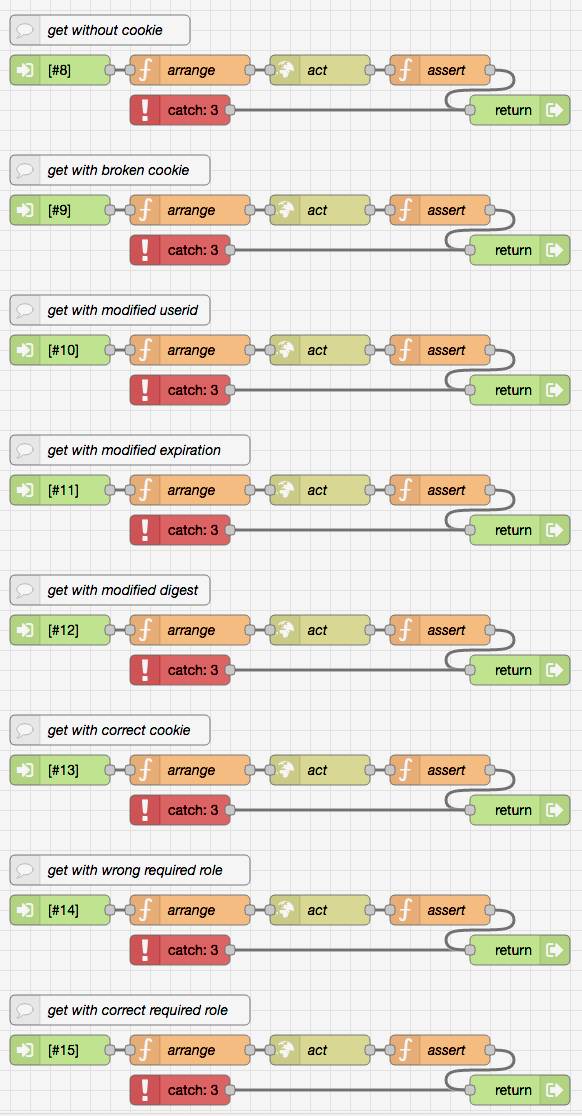 get without cookie
[#8] arrange act assert
catch: 3 return
get with broken cookie
[#9] arrange act assert
catch: 3 return
get with modified userid
[#10] arrange act assert
catch: 3 return
get with modified expiration
[#11] arrange act assert
catch: 3 return
get with modified digest
[#12] arrange act assert
catch: 3 return
get with correct cookie
[#13] arrange act assert
catch: 3 return
get with wrong required role
[#14] arrange act assert
catch: 3 return
get with correct required role
[#15] arrange act assert
catch: 3 return